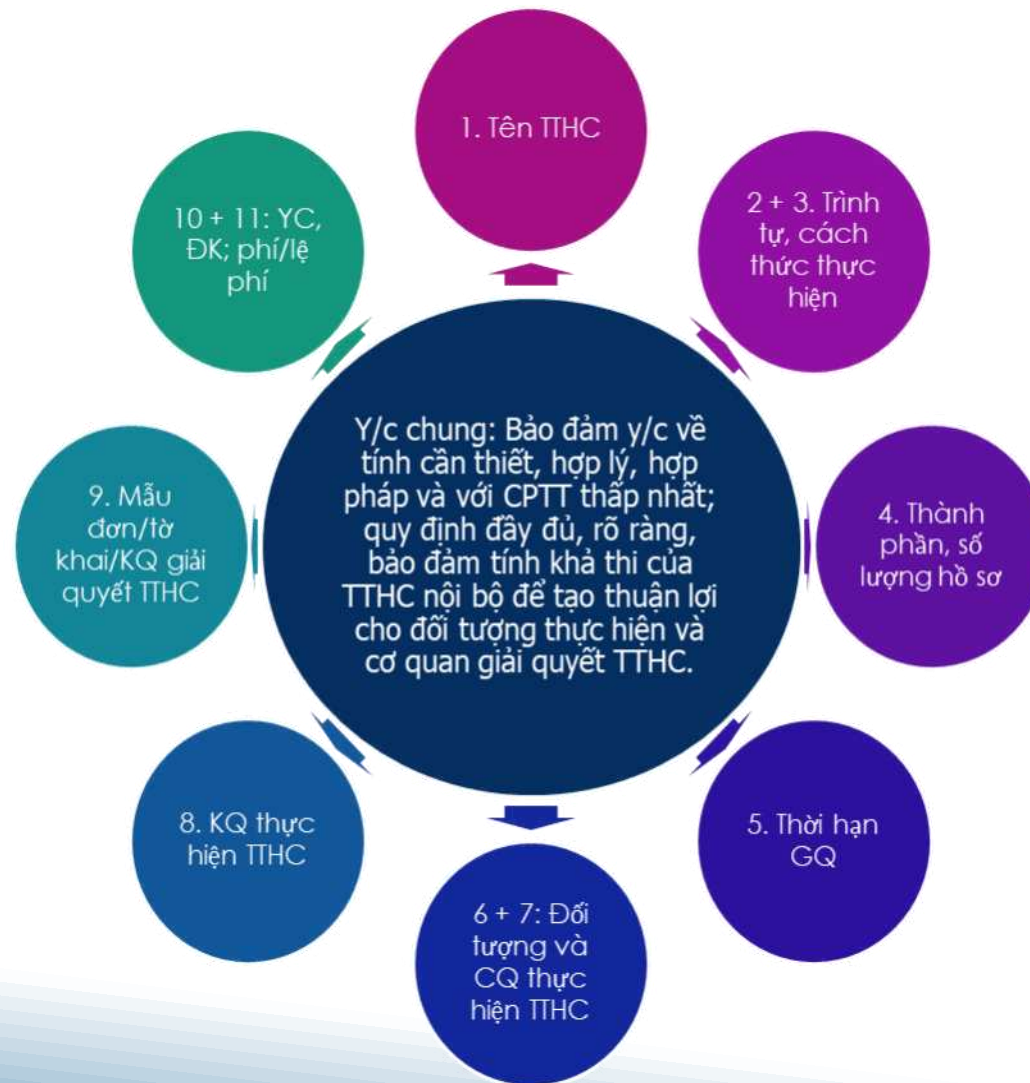 1. Tên TTHC
2 + 3. Trình
tự, cách
thức thực
hiện
4. Thành
phần, số
lượng hồ sơ
5. Thời hạn
GQ
6 + 7: Đối
tượng và
CQ thực
hiện TTHC
8. KQ thực
hiện TTHC
9. Mẫu
đơn/tờ
khai/KQ giải
quyết TTHC
10 + 11: YC,
ĐK; phí/lệ
phí
Y/c chung: Bảo đảm y/c về
tính cần thiết, hợp lý, hợp
pháp và với CPTT thấp nhất;
quy định đầy đủ, rõ ràng,
bảo đảm tính khả thi của
TTHC nội bộ để tạo thuận lợi
cho đối tượng thực hiện và
cơ quan giải quyết TTHC.